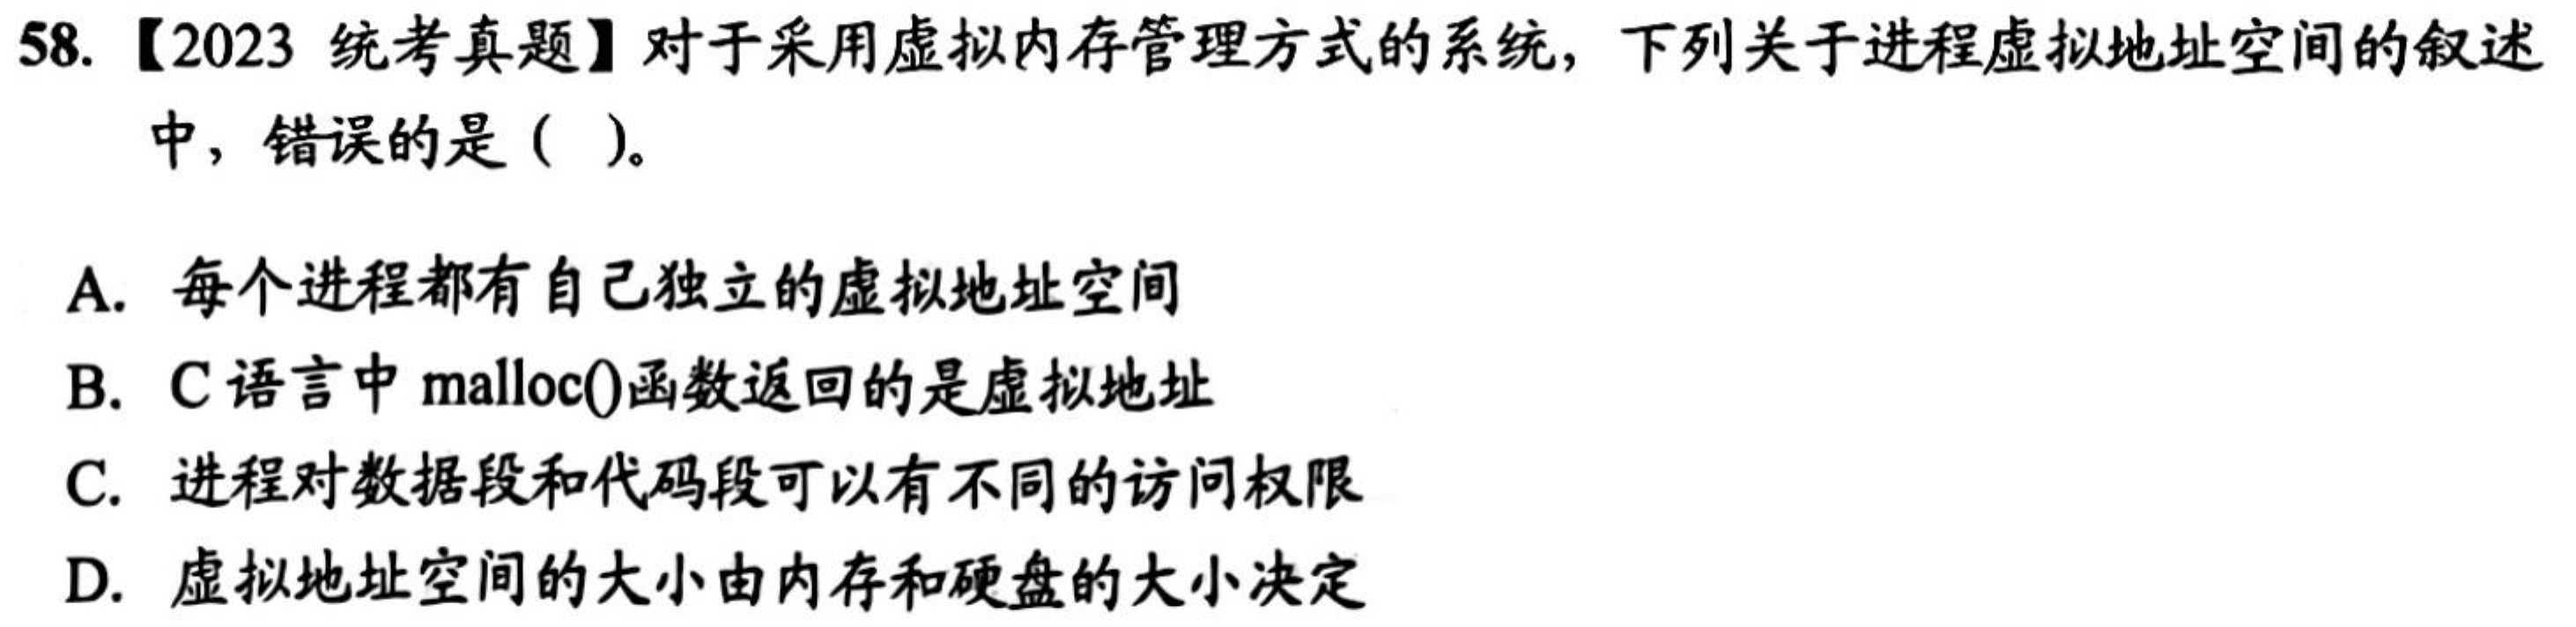 58.【2023 统考真题】对于采用虚拟内存管理方式的系统，下列关于进程虚拟地址空间的叙述
中，错误的是（ ）。
A. 每个进程都有自己独立的虚拟地址空间
B. C 语言中 malloc()函数返回的是虚拟地址
C. 进程对数据段和代码段可以有不同的访问权限
D. 虚拟地址空间的大小由内存和硬盘的大小决定